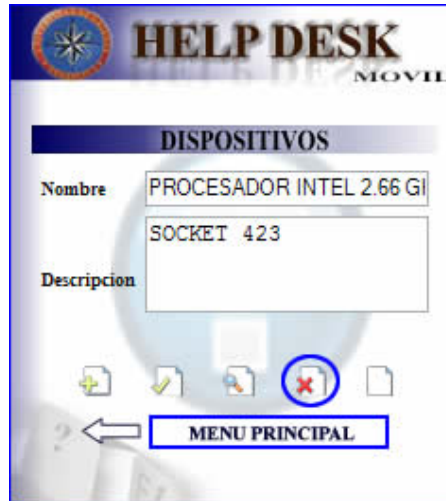 HELP DESK
MOVIL
DISPOSITIVOS
Nombre PROCESADOR INTEL 2.66 GI
Descripcion SOCKET 423
MENU PRINCIPAL